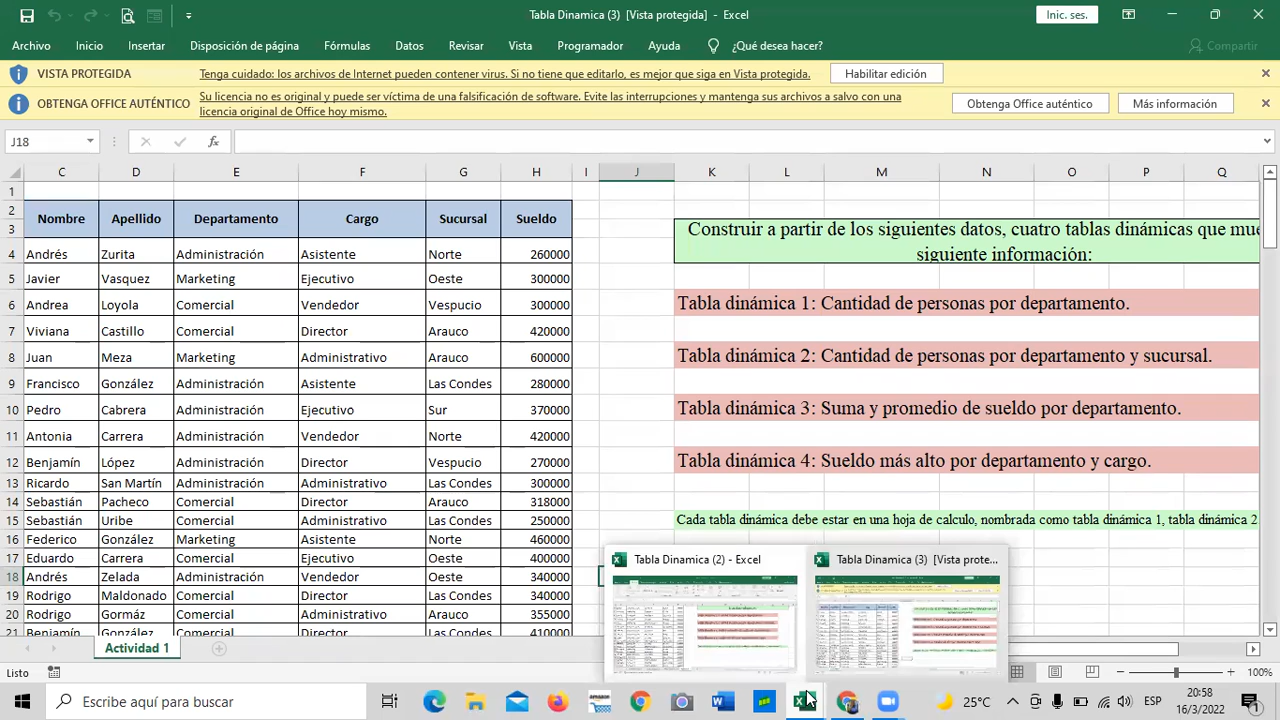 Tabla Dinamica (3) [Vista protegida] - Excel
Inic. ses.
Archivo Inicio Insertar Disposición de página Fórmulas Datos Revisar Vista Programador Ayuda ¿Qué desea hacer? Compartir
VISTA PROTEGIDA Tenga cuidado: los archivos de Internet pueden contener virus. Si no tiene que editarlo, es mejor que siga en Vista protegida. Habilitar edición
OBTENGA OFFICE AUTÉNTICO Su licencia no es original y puede ser víctima de una falsificación de software. Evite las interrupciones y mantenga sus archivos a salvo con una
licencia original de Office hoy mismo.
Obtenga Office auténtico Más información
J18 fx
C D E F G H I J K L M N O P Q
1
2
3
Nombre Apellido Departamento Cargo Sucursal Sueldo
4 Andrés Zurita Administración Asistente Norte 260000
5 Javier Vasquez Marketing Ejecutivo Oeste 300000
6 Andrea Loyola Comercial Vendedor Vespucio 300000
7 Viviana Castillo Comercial Director Arauco 420000
8 Juan Meza Marketing Administrativo Arauco 600000
9 Francisco González Administración Asistente Las Condes 280000
10 Pedro Cabrera Administración Ejecutivo Sur 370000
11 Antonia Carrera Administración Vendedor Norte 420000
12 Benjamín López Administración Director Vespucio 270000
13 Ricardo San Martín Administración Administrativo Las Condes 300000
14 Sebastián Pacheco Comercial Director Arauco 318000
15 Sebastián Uribe Comercial Administrativo Las Condes 250000
16 Federico González Marketing Asistente Norte 460000
17 Eduardo Carrera Comercial Ejecutivo Oeste 400000
18 Andrés Zelada Administración Vendedor Oeste 340000
19 Rodrigo Maldonado Comercial Administrativo Las Condes 340000
20 Rodrigo Gormáz Comercial Administrativo Arauco 355000
21 Benjamín López Comercial Administrativo Las Condes 410000
Construir a partir de los siguientes datos, cuatro tablas dinámicas que mue
siguiente información:
Tabla dinámica 1: Cantidad de personas por departamento.
Tabla dinámica 2: Cantidad de personas por departamento y sucursal.
Tabla dinámica 3: Suma y promedio de sueldo por departamento.
Tabla dinámica 4: Sueldo más alto por departamento y cargo.
Cada tabla dinámica debe estar en una hoja de calculo, nombrada como tabla dinámica 1, tabla dinámica 2
Tabla Dinamica (2) - Excel
Tabla Dinamica (3) [Vista prote...
Actividad 1
Listo
100%
Escribe aquí para buscar
25°C
ESP
20:58
16/3/2022